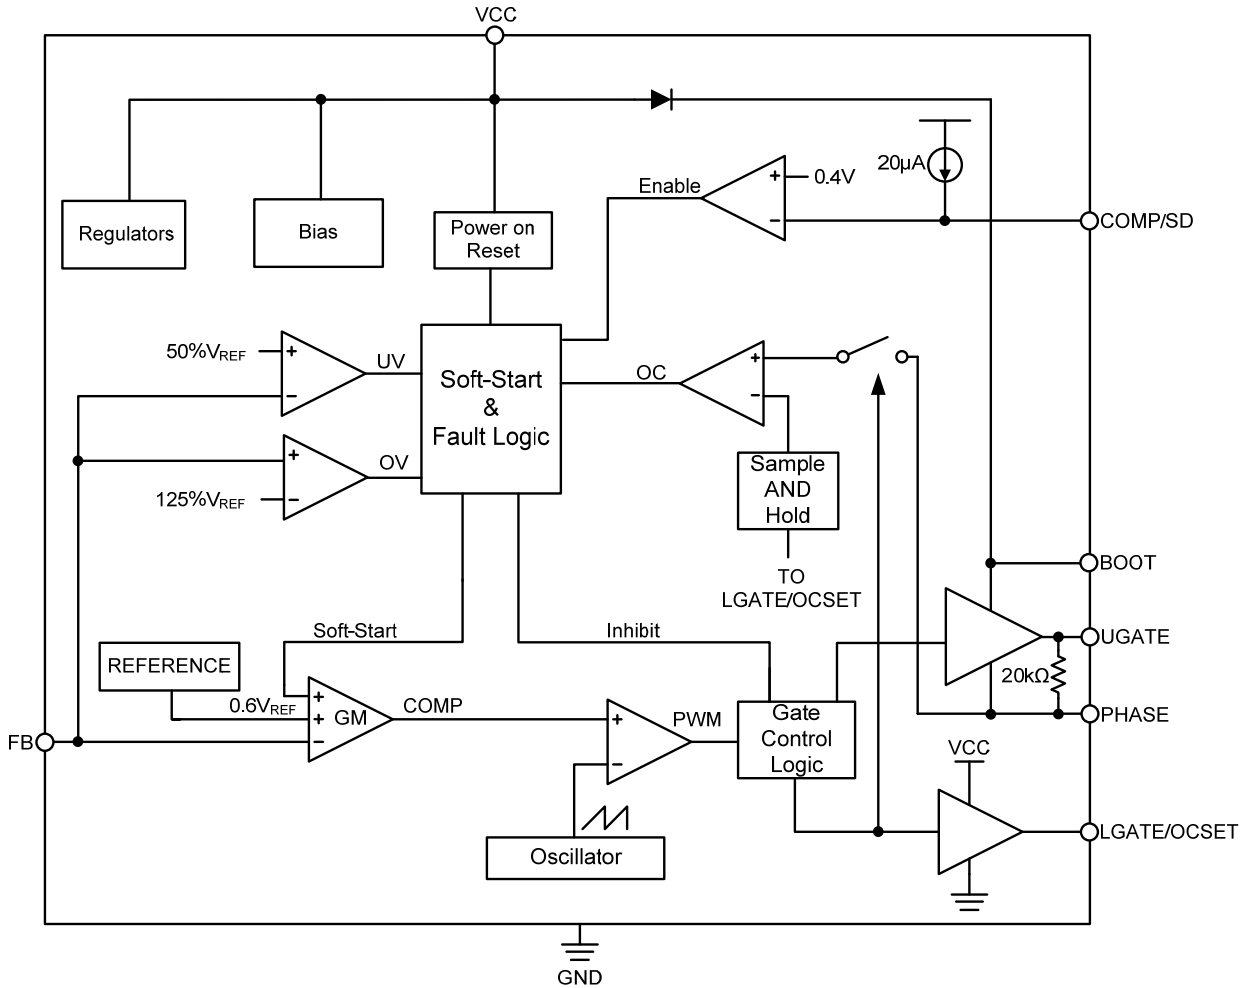 VCC
20µA
Enable
+
0.4V
−
COMP/SD
Regulators
Bias
Power on
Reset
50%VREF
+
−
UV
Soft-Start
&
Fault Logic
OC
+
−
+
−
OV
125%VREF
Sample
AND
Hold
TO
LGATE/OCSET
BOOT
Soft-Start
Inhibit
UGATE
20kΩ
REFERENCE
0.6VREF
+
+
−
GM
COMP
+
−
PWM
Gate
Control
Logic
PHASE
FB
VCC
LGATE/OCSET
Oscillator
GND